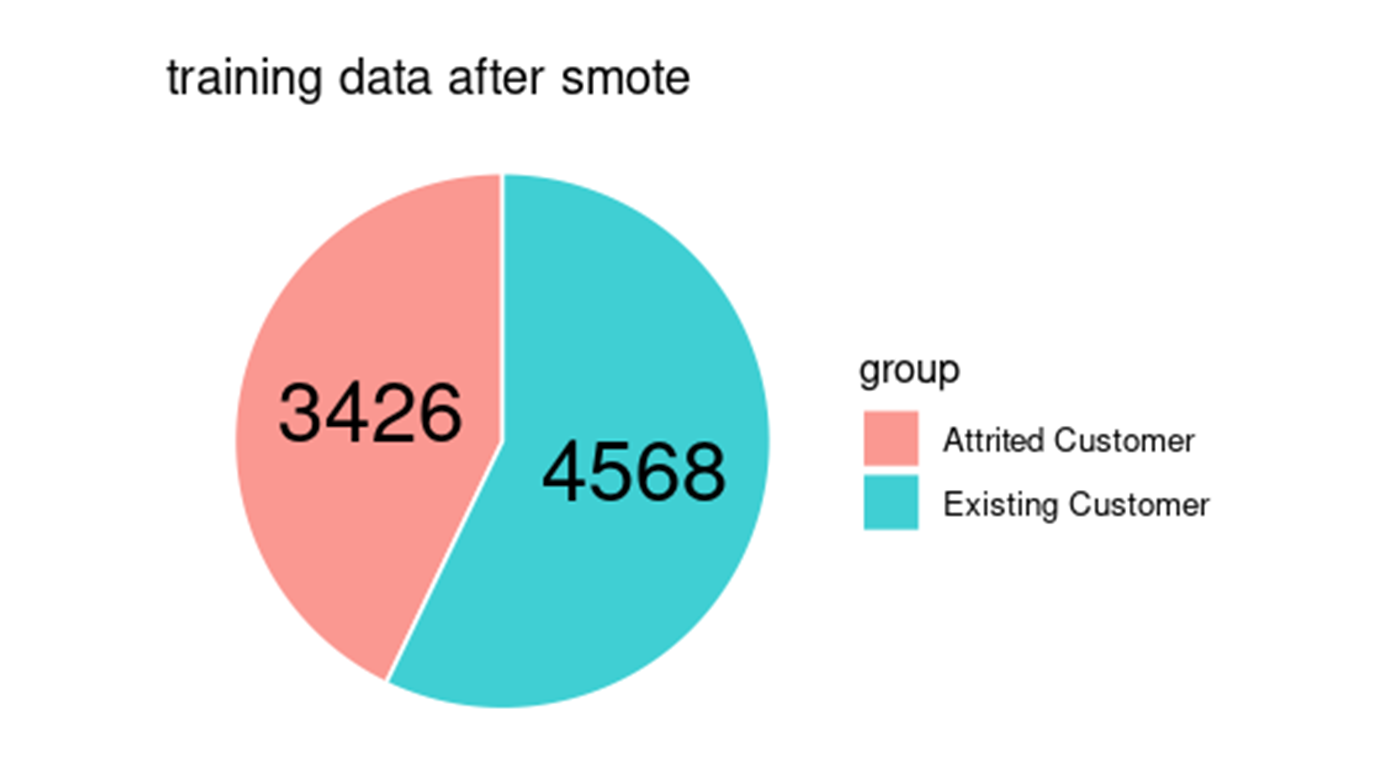 training data after smote
3426
4568
group
Attrited Customer
Existing Customer